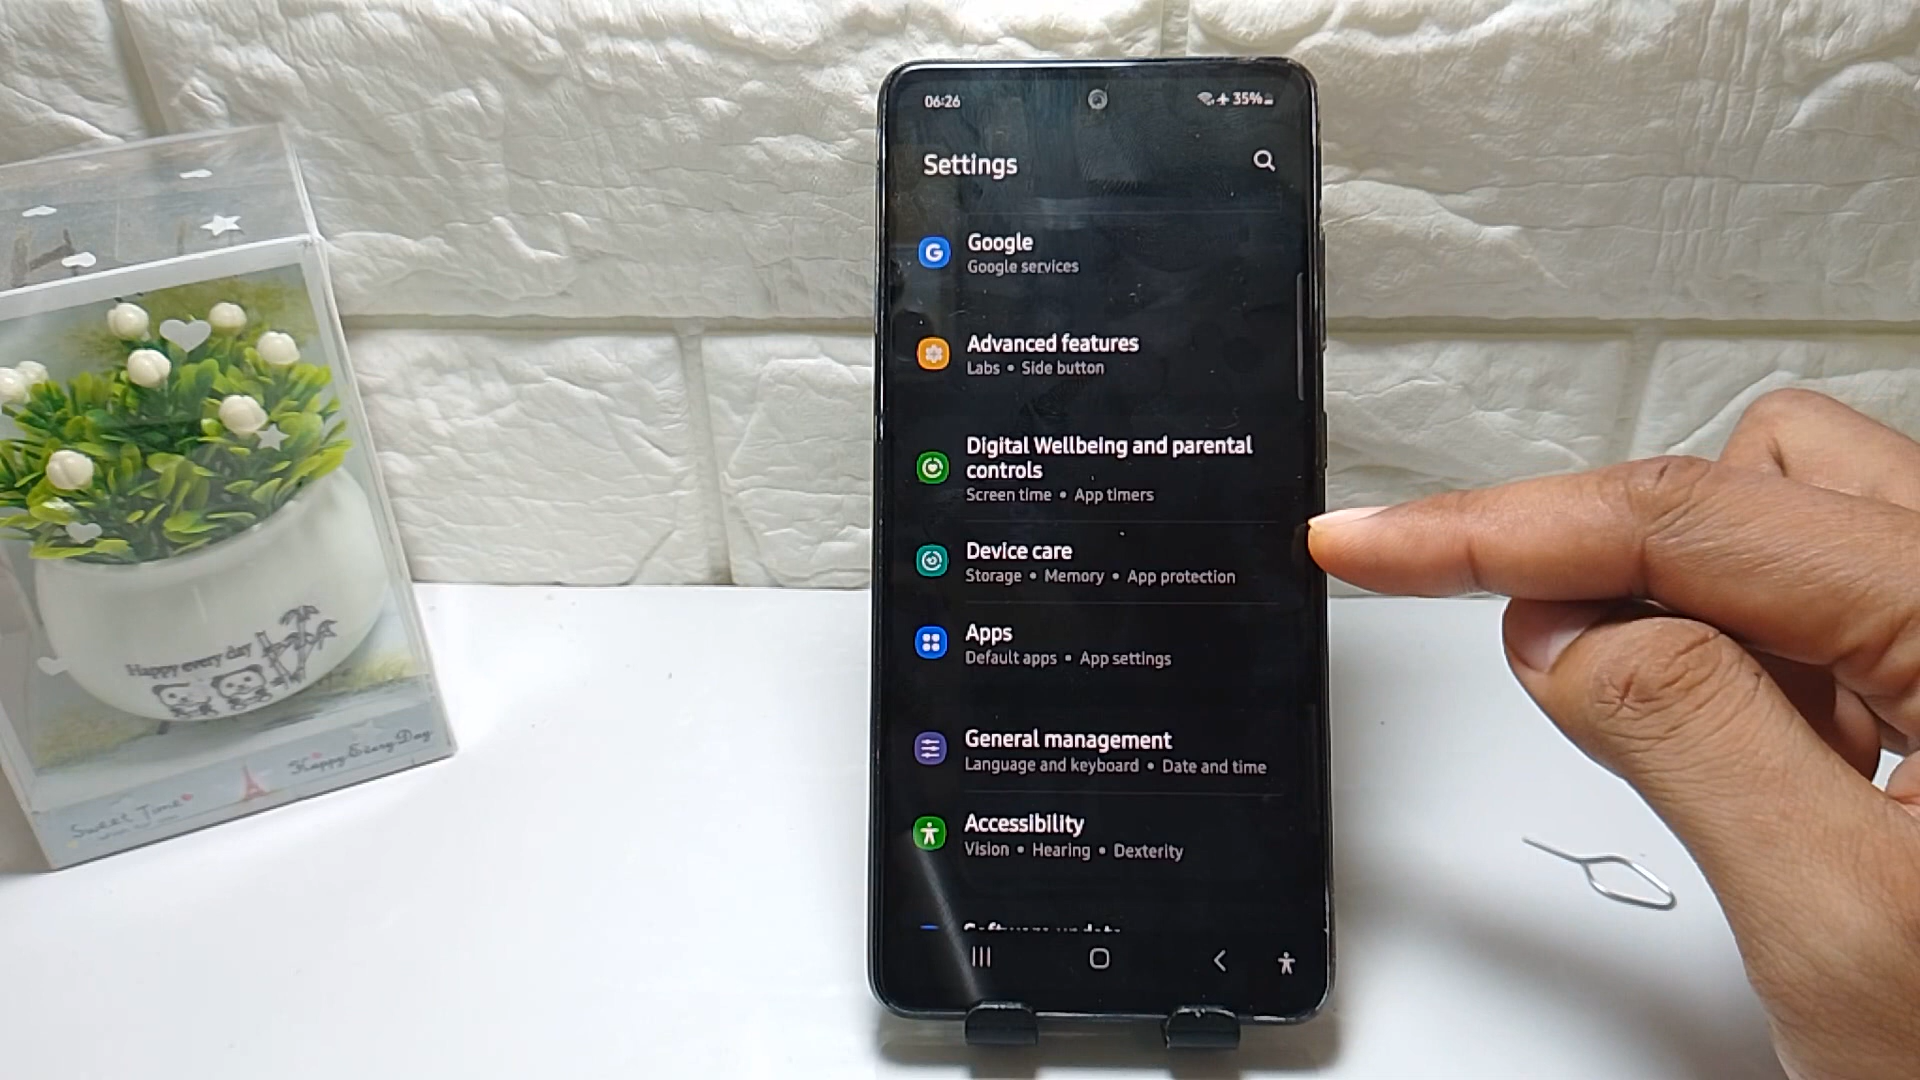 06:26
35%
Settings
G
Google
Google services
Advanced features
Labs • Side button
Digital Wellbeing and parental
controls
Screen time • App timers
Device care
Storage • Memory • App protection
Apps
Default apps • App settings
General management
Language and keyboard • Date and time
Accessibility
Vision • Hearing • Dexterity
Software update
Happy every day
Happy Every Day
Sweet Time